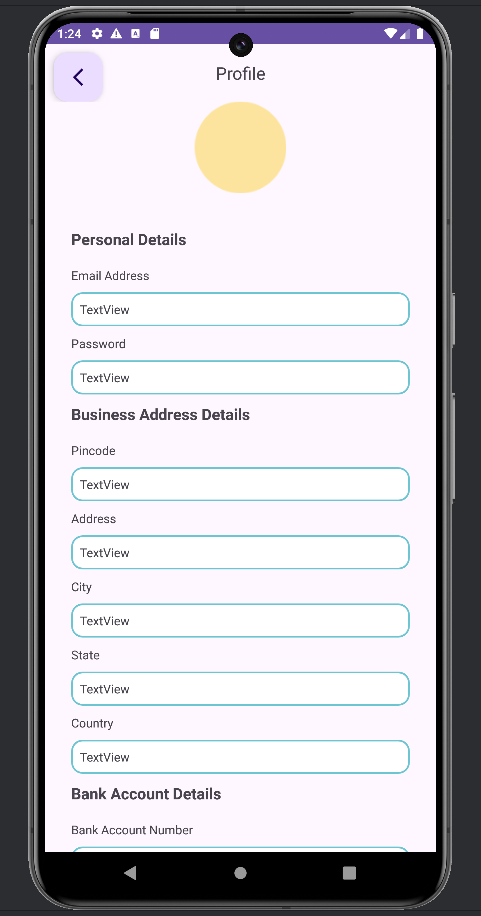 1:24
Profile
Personal Details
Email Address
TextView
Password
TextView
Business Address Details
Pincode
TextView
Address
TextView
City
TextView
State
TextView
Country
TextView
Bank Account Details
Bank Account Number